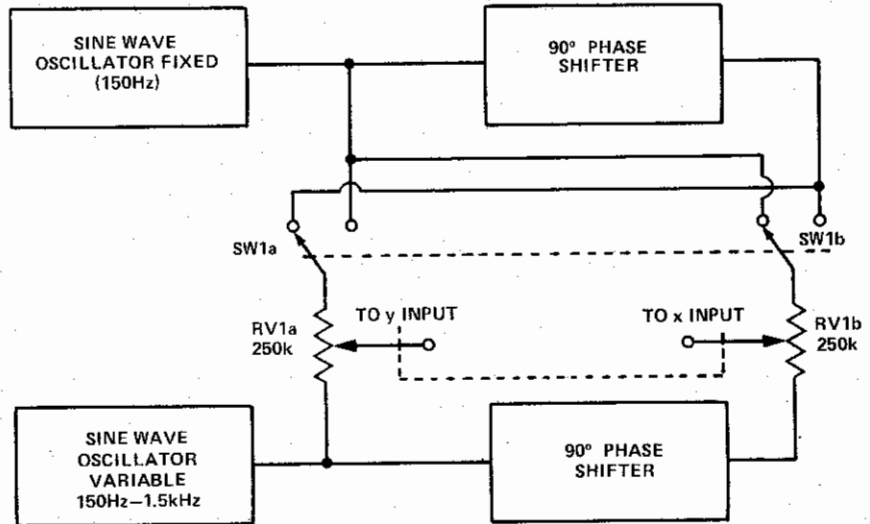 SINE WAVE
OSCILLATOR FIXED
(150Hz)
90° PHASE
SHIFTER
SW1a
SW1b
RV1a
250k
TO y INPUT
TO x INPUT
RV1b
250k
SINE WAVE
OSCILLATOR
VARIABLE
150Hz–1.5kHz
90° PHASE
SHIFTER